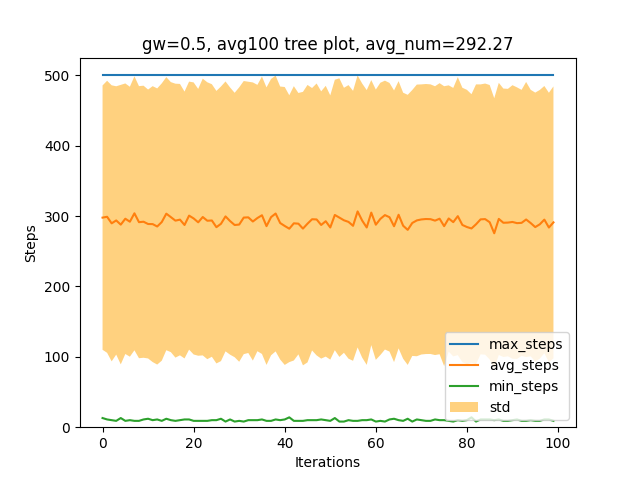 gw=0.5, avg100 tree plot, avg_num=292.27
500
400
300
200
100
0
Steps
max_steps
avg_steps
min_steps
std
0 20 40 60 80 100
Iterations